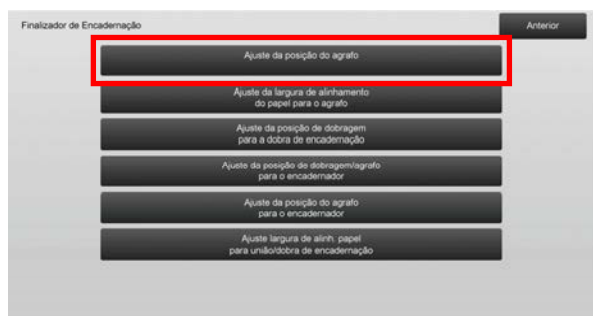 Finalizador de Encadernação
Anterior
Ajuste da posição do agrafo
Ajuste da largura de alinhamento
do papel para o agrafo
Ajuste da posição de dobragem
para a dobra de encadernação
Ajuste da posição de dobragem/agrafo
para o encadernador
Ajuste da posição do agrafo
para o encadernador
Ajuste largura de alinh. papel
para união/dobra de encadernação